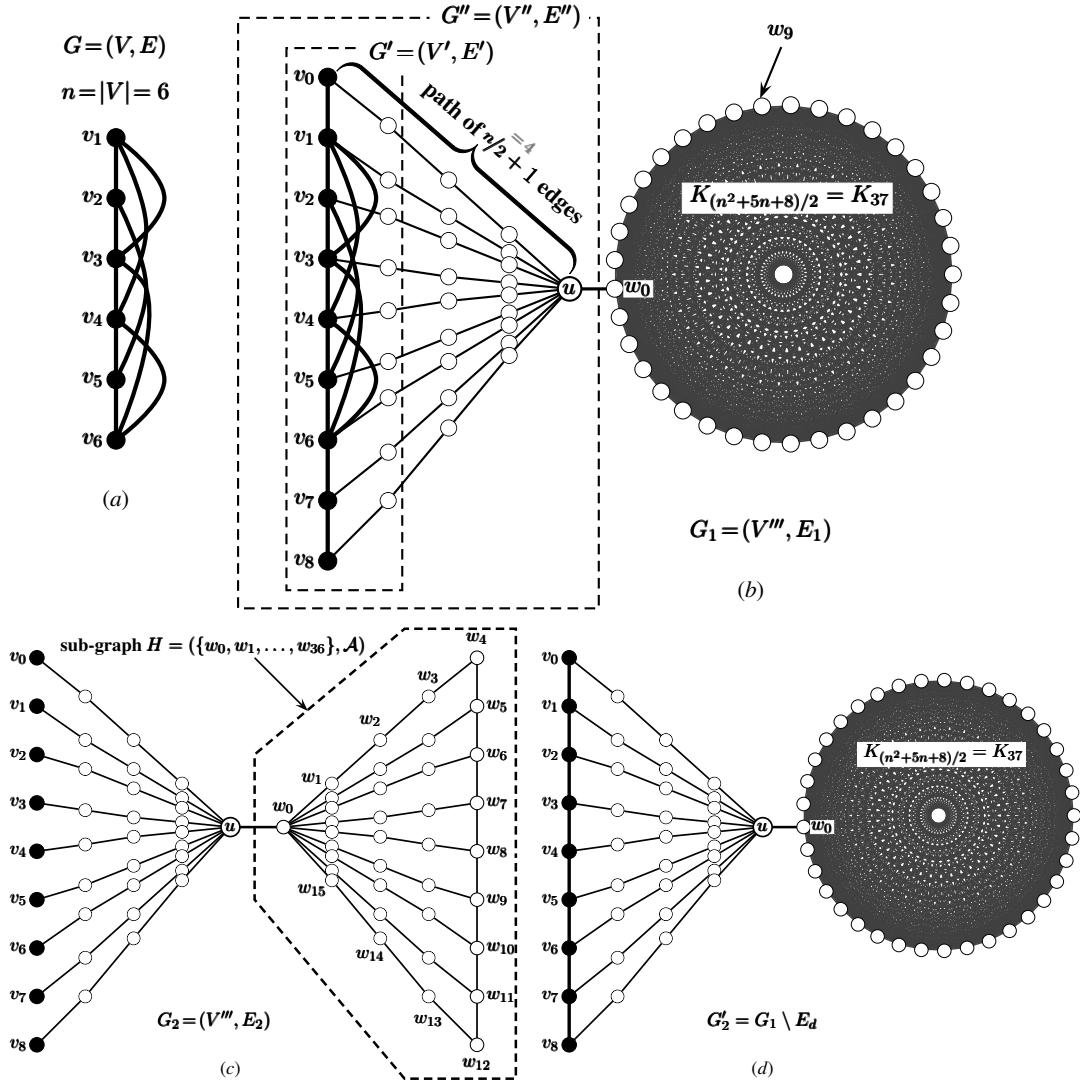 G = (V, E)
n = |V| = 6
v1
v2
v3
v4
v5
v6
(a)
G'' = (V'', E'')
G' = (V', E')
v0
v1
v2
v3
v4
v5
v6
v7
v8
path of n/2 + 1 edges
=4
u
w0
w9
K(n²+5n+8)/2 = K37
G1 = (V''', E1)
(b)
sub-graph H = ({w0, w1, . . . , w36}, A)
v0
v1
v2
v3
v4
v5
v6
v7
v8
u
w0
w1
w2
w3
w4
w5
w6
w7
w8
w9
w10
w11
w12
w13
w14
w15
G2 = (V''', E2)
(c)
v0
v1
v2
v3
v4
v5
v6
v7
v8
u
w0
K(n²+5n+8)/2 = K37
G'2 = G1 \ Ed
(d)